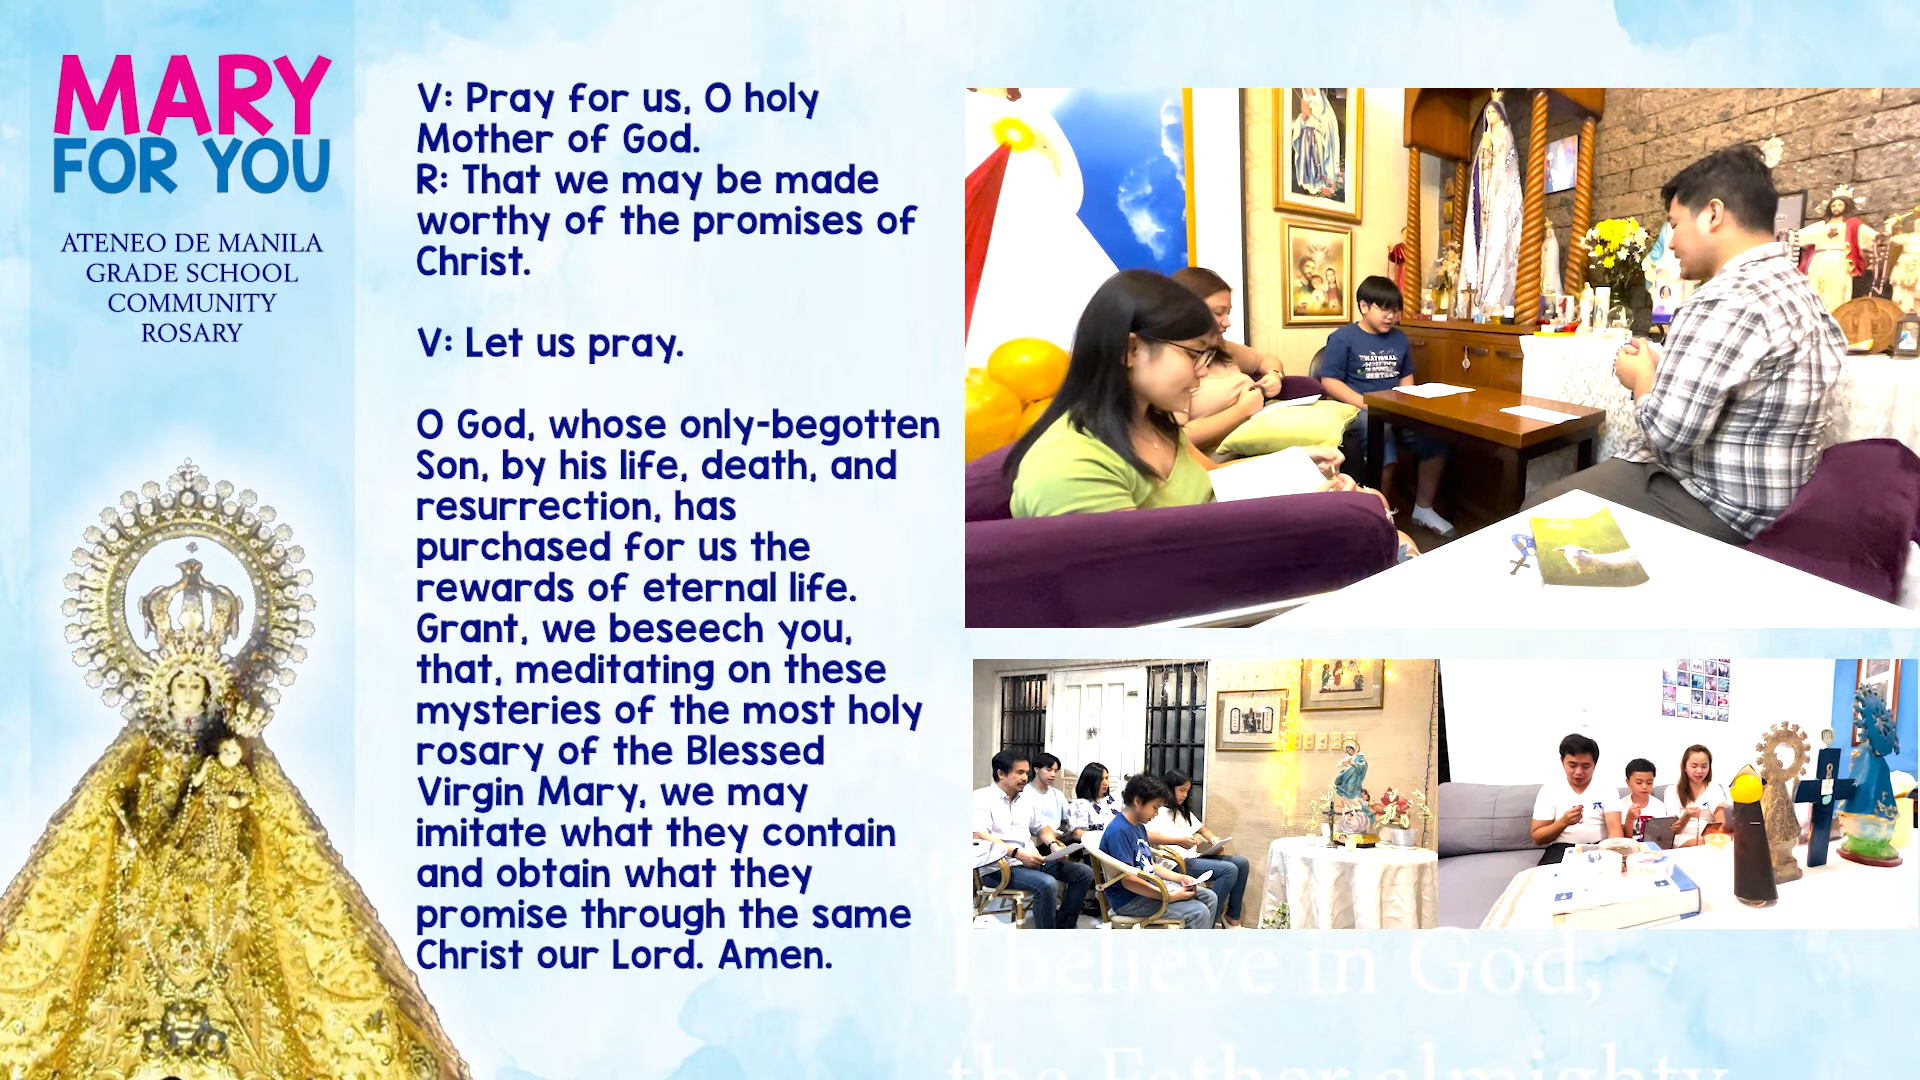 MARY
FOR YOU
ATENEO DE MANILA
GRADE SCHOOL
COMMUNITY
ROSARY
V: Pray for us, O holy
Mother of God.
R: That we may be made
worthy of the promises of
Christ.
V: Let us pray.
O God, whose only-begotten
Son, by his life, death, and
resurrection, has
purchased for us the
rewards of eternal life.
Grant, we beseech you,
that, meditating on these
mysteries of the most holy
rosary of the Blessed
Virgin Mary, we may
imitate what they contain
and obtain what they
promise through the same
Christ our Lord. Amen.
NATIONAL
I believe in God,
the Father almighty